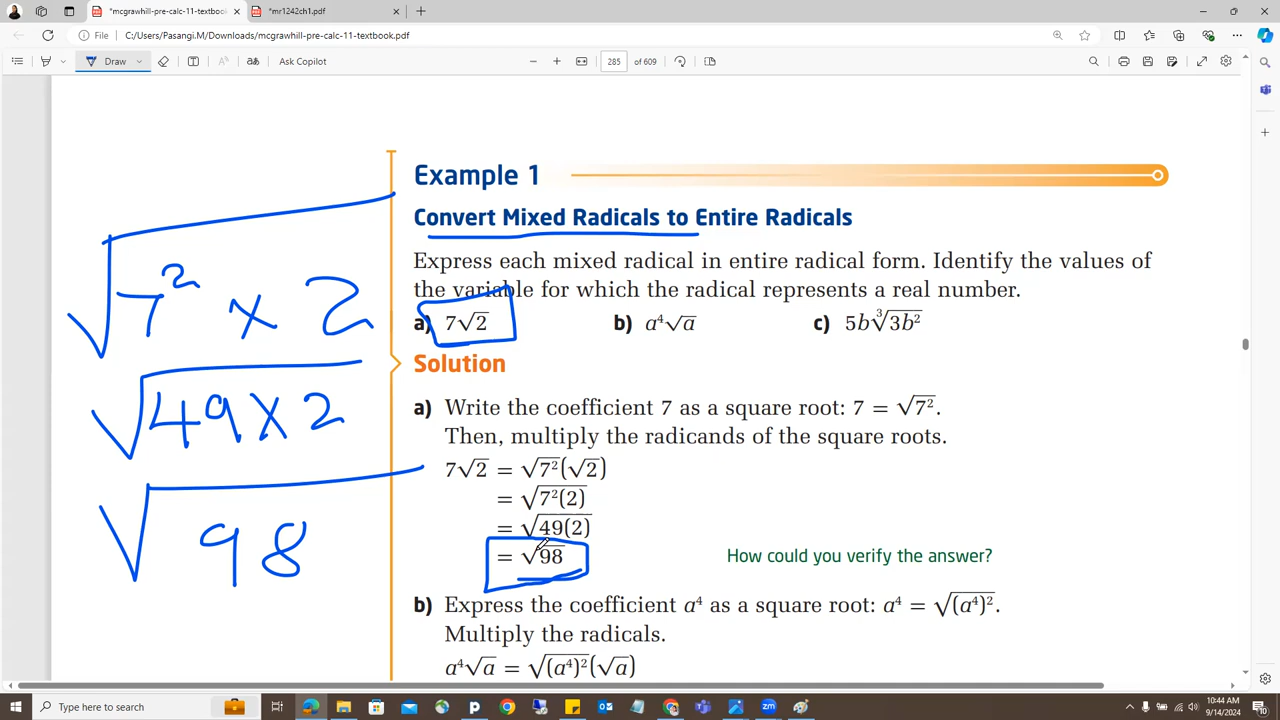 *mcgrawhill-pre-calc-11-textbook
*mr1242ch1.pdf
File
C:/Users/Pasangi.M/Downloads/mcgrawhill-pre-calc-11-textbook.pdf
Draw
Ask Copilot
285 of 609
Example 1
Convert Mixed Radicals to Entire Radicals
Express each mixed radical in entire radical form. Identify the values of
the variable for which the radical represents a real number.
a) 7√2 b) a⁴√a c) 5b∛3b²
Solution
a) Write the coefficient 7 as a square root: 7 = √7².
Then, multiply the radicands of the square roots.
7√2 = √7²(√2)
= √7²(2)
= √49(2)
= √98
How could you verify the answer?
b) Express the coefficient a⁴ as a square root: a⁴ = √(a⁴)².
Multiply the radicals.
a⁴√a = √(a⁴)²(√a)
√7² × 2
√49×2
√98
Type here to search
10:44 AM
9/14/2024